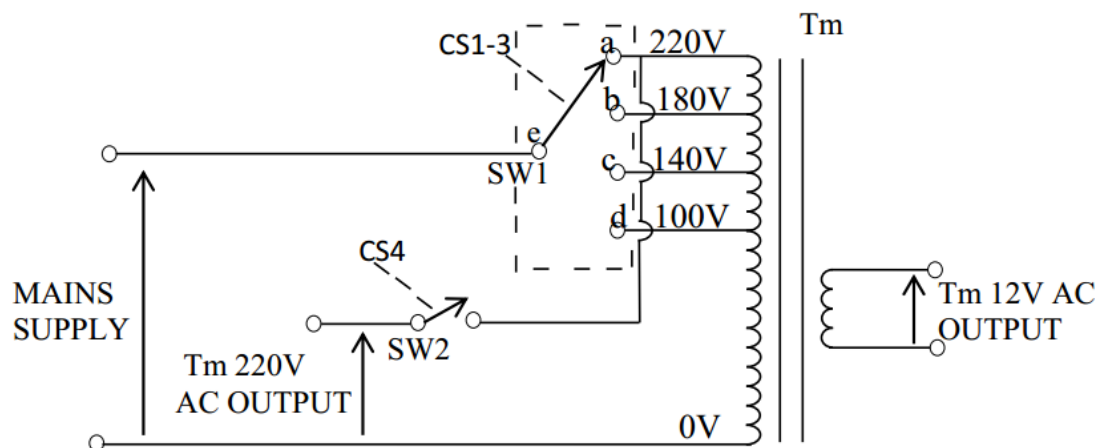 Tm
CS1-3
a
220V
b
180V
e
SW1
c
140V
d
100V
CS4
MAINS
SUPPLY
SW2
Tm 220V
AC OUTPUT
Tm 12V AC
OUTPUT
0V